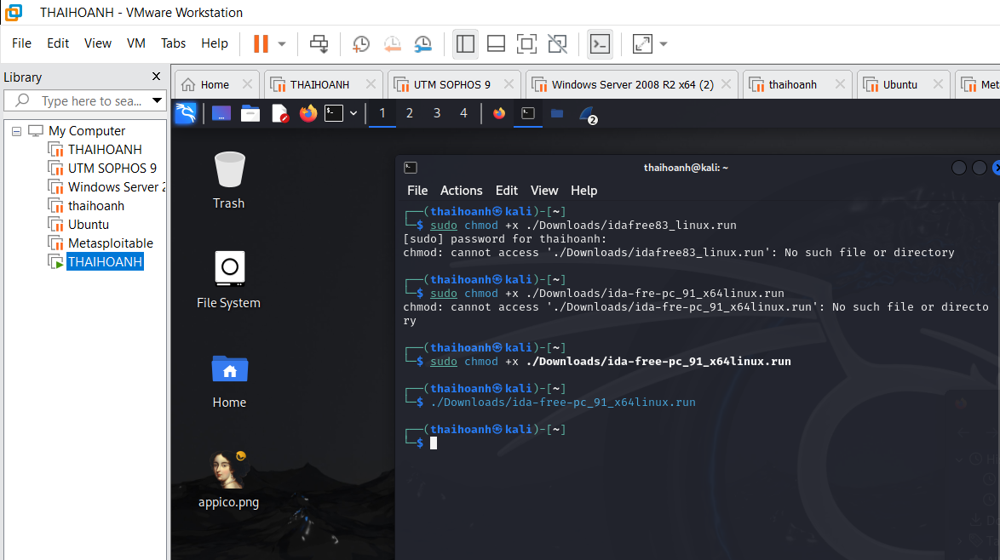 THAIHOANH - VMware Workstation
File Edit View VM Tabs Help
Library
Home THAIHOANH UTM SOPHOS 9 Windows Server 2008 R2 x64 (2) thaihoanh Ubuntu Met
Type here to sea...
1 2 3 4 2
My Computer
THAIHOANH
UTM SOPHOS 9
Windows Server 2
thaihoanh
Ubuntu
Metasploitable
THAIHOANH
Trash
File System
Home
appico.png
thaihoanh@kali: ~
File Actions Edit View Help
┌──(thaihoanh㉿kali)-[~]
└─$ sudo chmod +x ./Downloads/idafree83_linux.run
[sudo] password for thaihoanh:
chmod: cannot access './Downloads/idafree83_linux.run': No such file or directory
┌──(thaihoanh㉿kali)-[~]
└─$ sudo chmod +x ./Downloads/ida-fre-pc_91_x64linux.run
chmod: cannot access './Downloads/ida-fre-pc_91_x64linux.run': No such file or directo
ry
┌──(thaihoanh㉿kali)-[~]
└─$ sudo chmod +x ./Downloads/ida-free-pc_91_x64linux.run
┌──(thaihoanh㉿kali)-[~]
└─$ ./Downloads/ida-free-pc_91_x64linux.run
┌──(thaihoanh㉿kali)-[~]
└─$